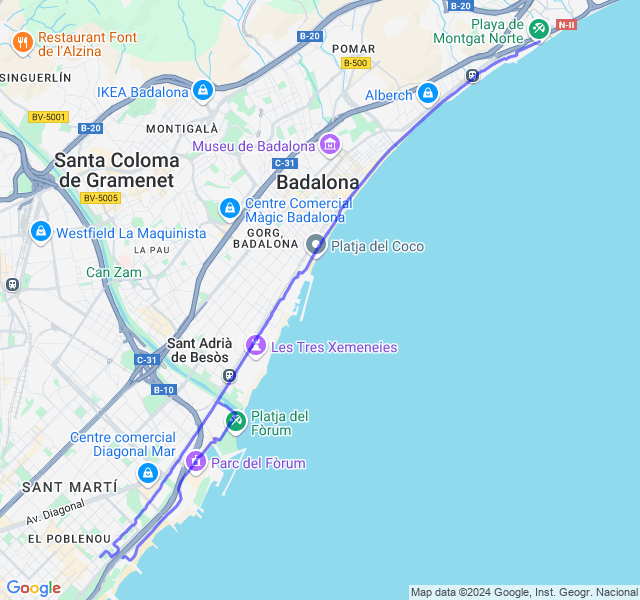 Playa de
Montgat Norte
N-II
B-20
Restaurant Font
de l'Alzina
B-20
POMAR
B-500
SINGUERLÍN
IKEA Badalona
Alberch
BV-5001
B-20
MONTIGALÀ
Museu de Badalona
Santa Coloma
de Gramenet
C-31
Badalona
BV-5005
Centre Comercial
Màgic Badalona
Westfield La Maquinista
GORG,
BADALONA
Platja del Coco
LA PAU
Can Zam
Sant Adrià
de Besòs
Les Tres Xemeneies
C-31
B-10
Platja del
Fòrum
Centre comercial
Diagonal Mar
Parc del Fòrum
SANT MARTÍ
Av. Diagonal
EL POBLENOU
Google
Map data ©2024 Google, Inst. Geogr. Nacional